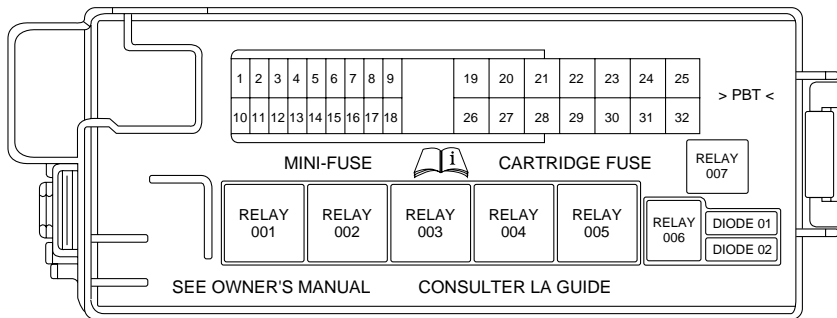 1 2 3 4 5 6 7 8 9 19 20 21 22 23 24 25
> PBT <
10 11 12 13 14 15 16 17 18 26 27 28 29 30 31 32
MINI-FUSE i CARTRIDGE FUSE
RELAY
007
RELAY
001
RELAY
002
RELAY
003
RELAY
004
RELAY
005
RELAY
006
DIODE 01
DIODE 02
SEE OWNER'S MANUAL CONSULTER LA GUIDE